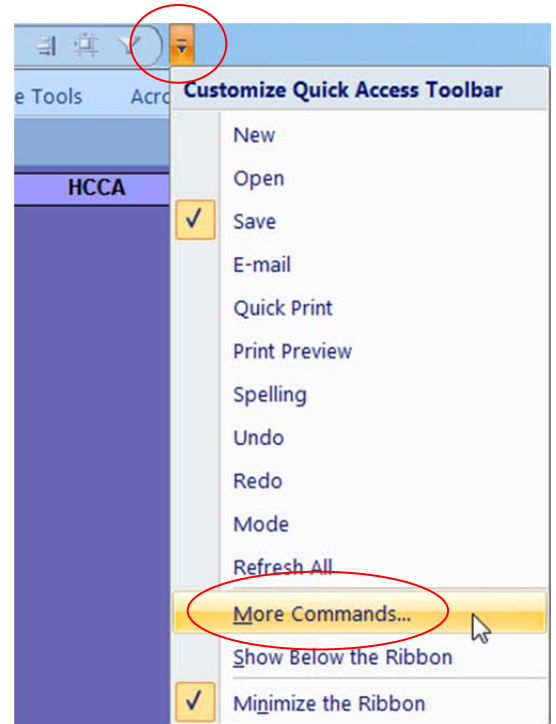 e Tools Acro
Customize Quick Access Toolbar
HCCA
New
Open
Save
E-mail
Quick Print
Print Preview
Spelling
Undo
Redo
Mode
Refresh All
More Commands...
Show Below the Ribbon
Minimize the Ribbon